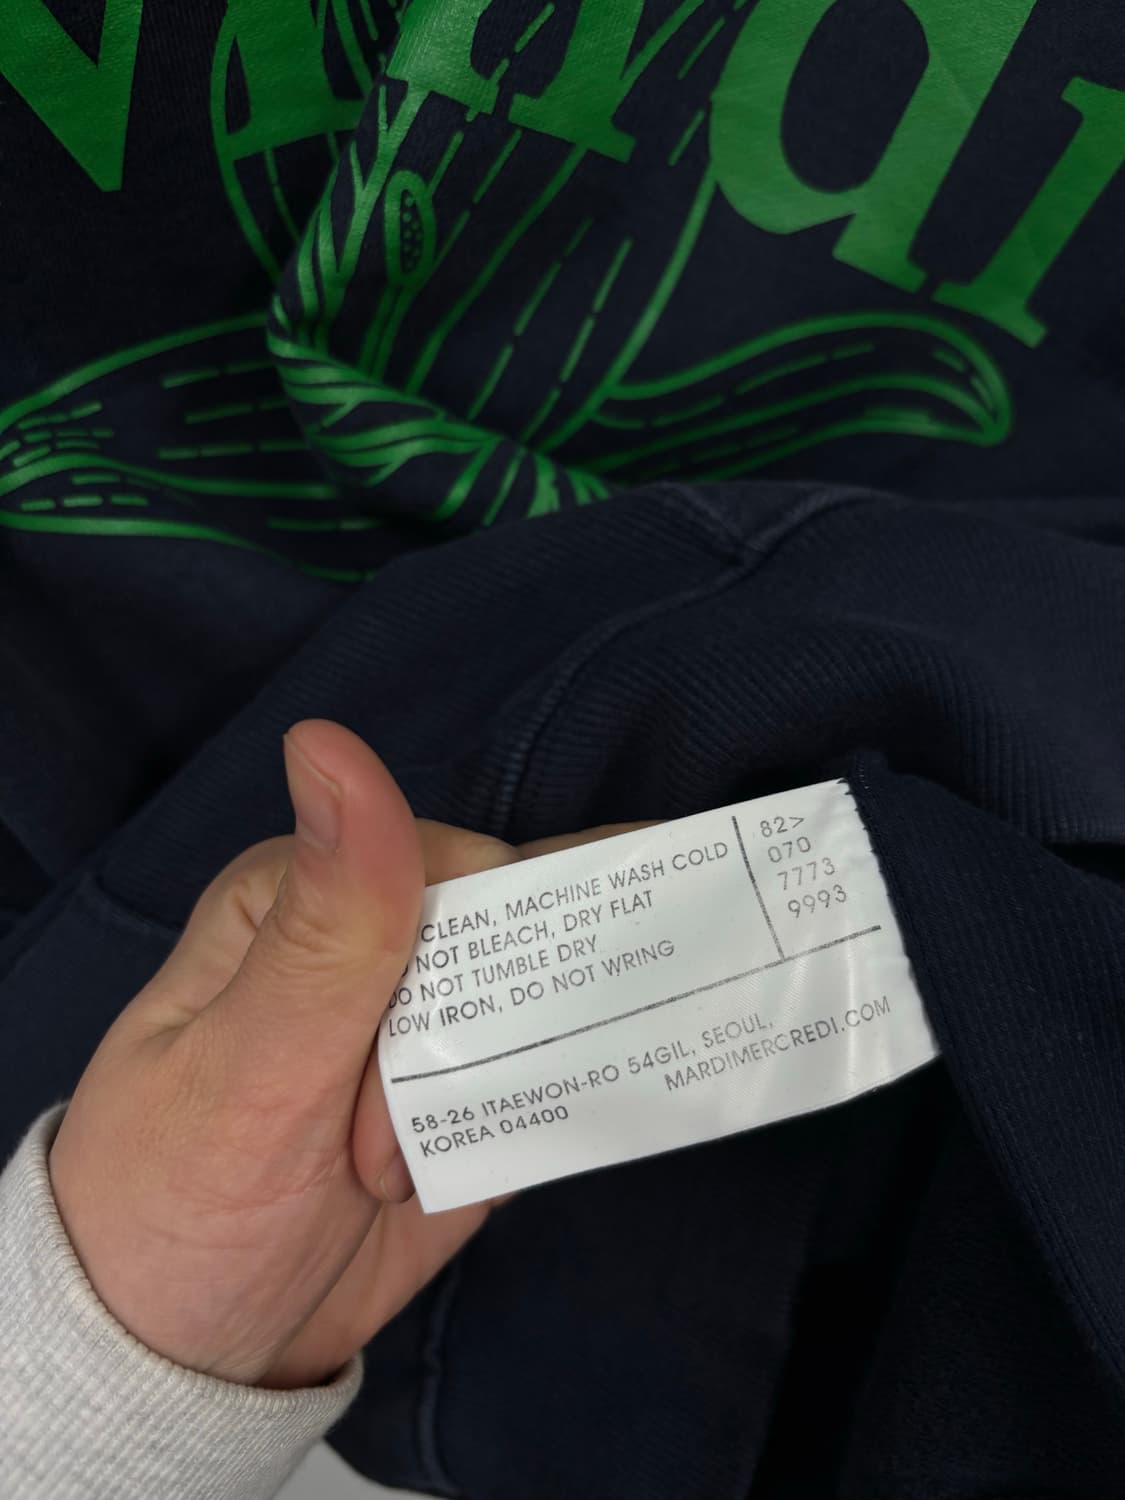 CLEAN, MACHINE WASH COLD
NOT BLEACH, DRY FLAT
DO NOT TUMBLE DRY
LOW IRON, DO NOT WRING
82>
070
7773
9993
58-26 ITAEWON-RO 54GIL, SEOUL,
KOREA 04400
MARDIMERCREDI.COM